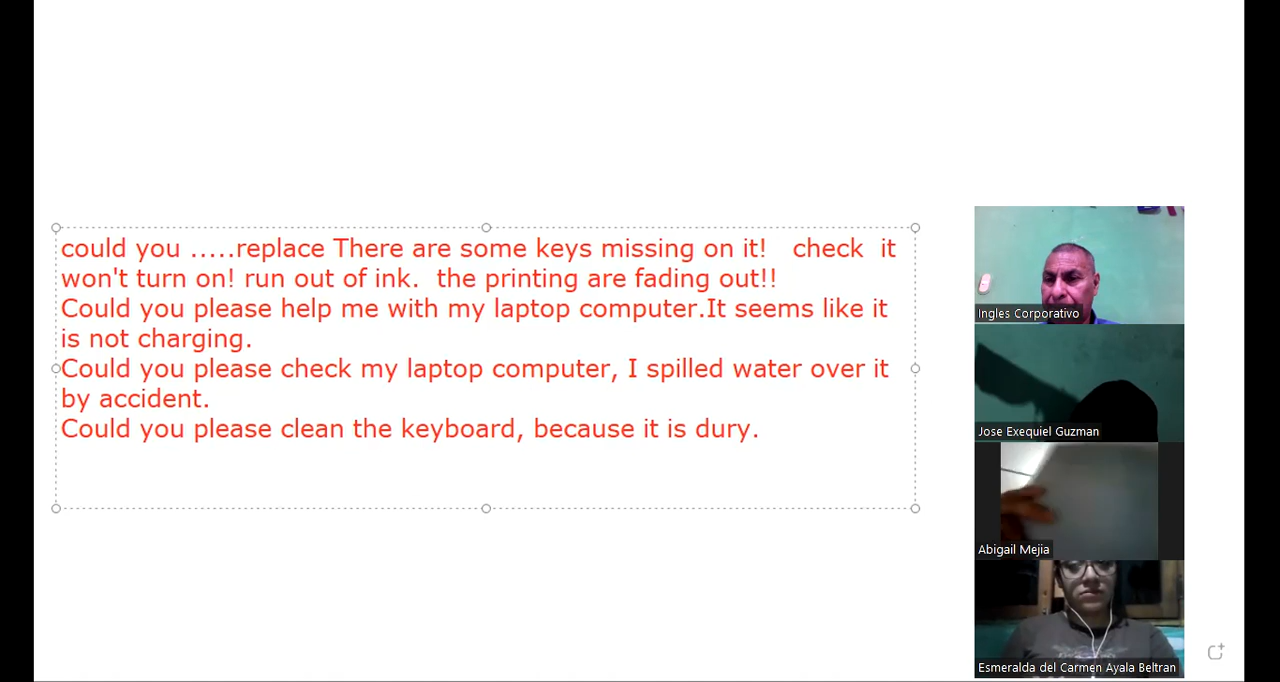 could you .....replace There are some keys missing on it!   check  it
won't turn on! run out of ink.  the printing are fading out!!
Could you please help me with my laptop computer.It seems like it
is not charging.
Could you please check my laptop computer, I spilled water over it
by accident.
Could you please clean the keyboard, because it is dury.
Ingles Corporativo
Jose Exequiel Guzman
Abigail Mejia
Esmeralda del Carmen Ayala Beltran